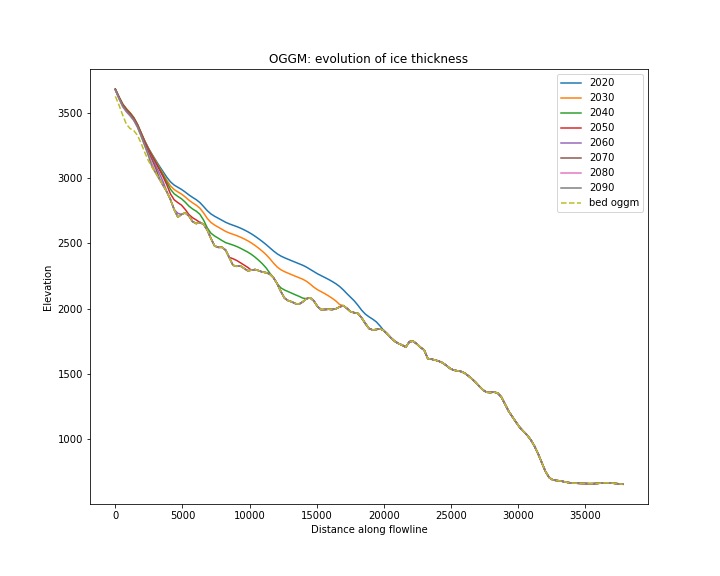 OGGM: evolution of ice thickness
2020
2030
2040
2050
2060
2070
2080
2090
bed oggm
Elevation
3500
3000
2500
2000
1500
1000
0 5000 10000 15000 20000 25000 30000 35000
Distance along flowline